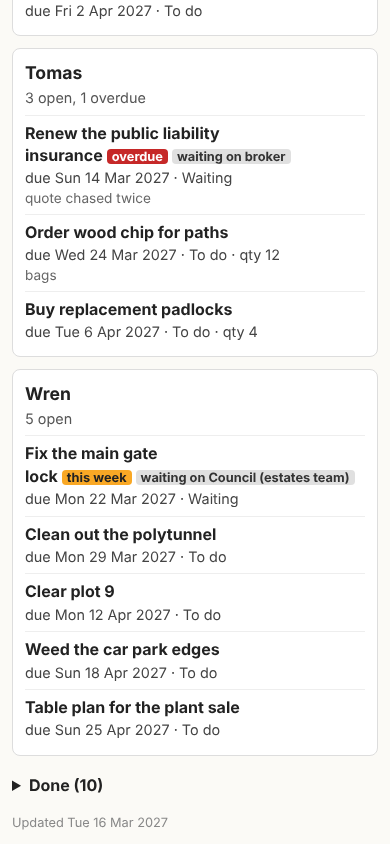 due Fri 2 Apr 2027 · To do
Tomas
3 open, 1 overdue
Renew the public liability
insurance overdue waiting on broker
due Sun 14 Mar 2027 · Waiting
quote chased twice
Order wood chip for paths
due Wed 24 Mar 2027 · To do · qty 12
bags
Buy replacement padlocks
due Tue 6 Apr 2027 · To do · qty 4
Wren
5 open
Fix the main gate
lock this week waiting on Council (estates team)
due Mon 22 Mar 2027 · Waiting
Clean out the polytunnel
due Mon 29 Mar 2027 · To do
Clear plot 9
due Mon 12 Apr 2027 · To do
Weed the car park edges
due Sun 18 Apr 2027 · To do
Table plan for the plant sale
due Sun 25 Apr 2027 · To do
Done (10)
Updated Tue 16 Mar 2027